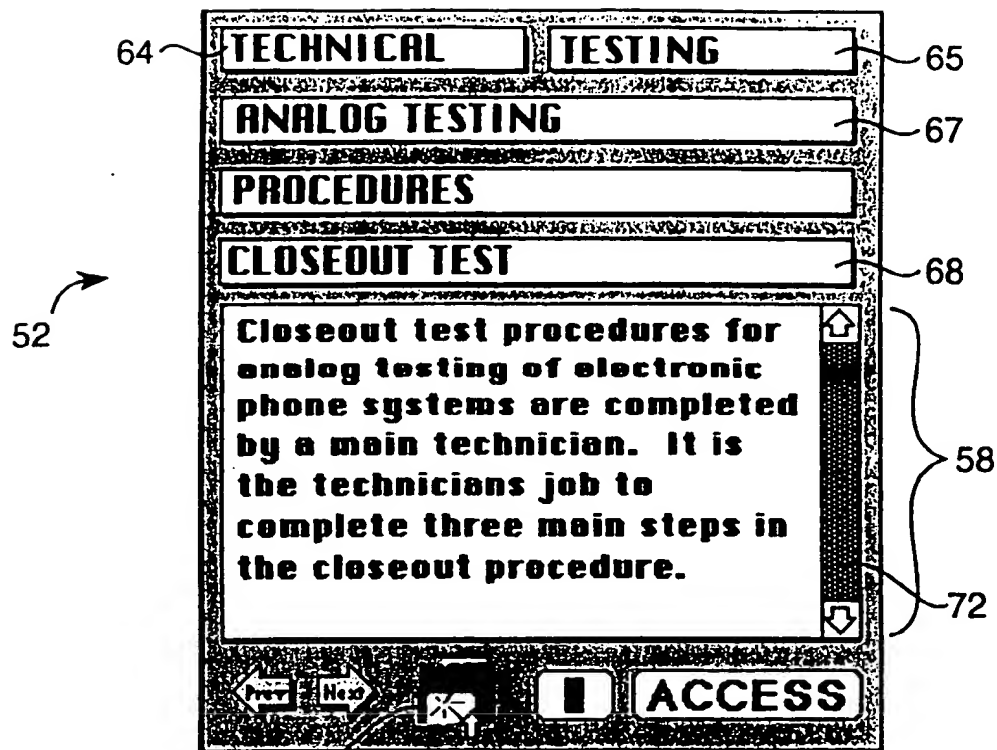 64 TECHNICAL TESTING 65
ANALOG TESTING 67
PROCEDURES
CLOSEOUT TEST 68
52
Closeout test procedures for
analog testing of electronic
phone systems are completed
by a main technician. It is
the technicians job to
complete three main steps in
the closeout procedure.
58
72
Prev Next ACCESS